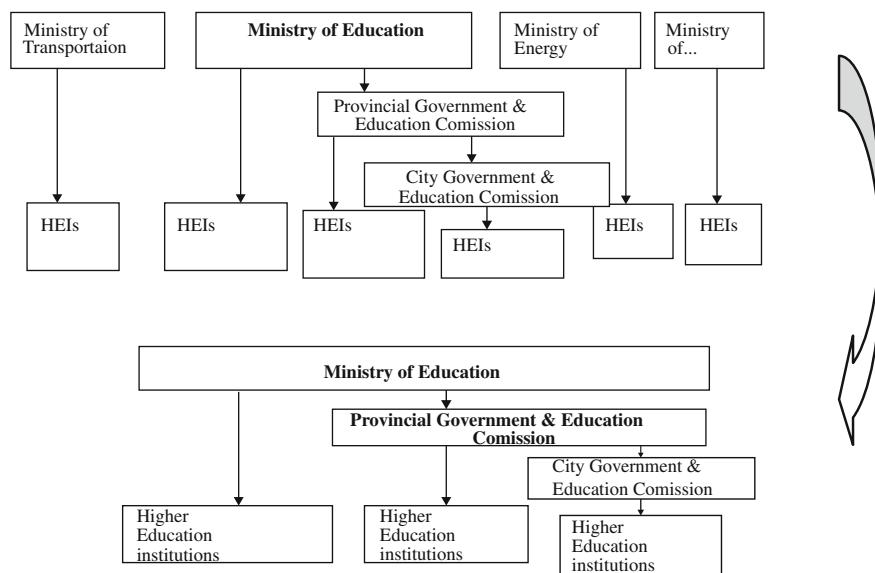 Ministry of
Transportaion
Ministry of Education
Ministry of
Energy
Ministry
of...
Provincial Government &
Education Comission
City Government &
Education Comission
HEIs
HEIs
HEIs
HEIs
HEIs
HEIs
Ministry of Education
Provincial Government & Education
Comission
City Government &
Education Comission
Higher
Education
institutions
Higher
Education
institutions
Higher
Education
institutions